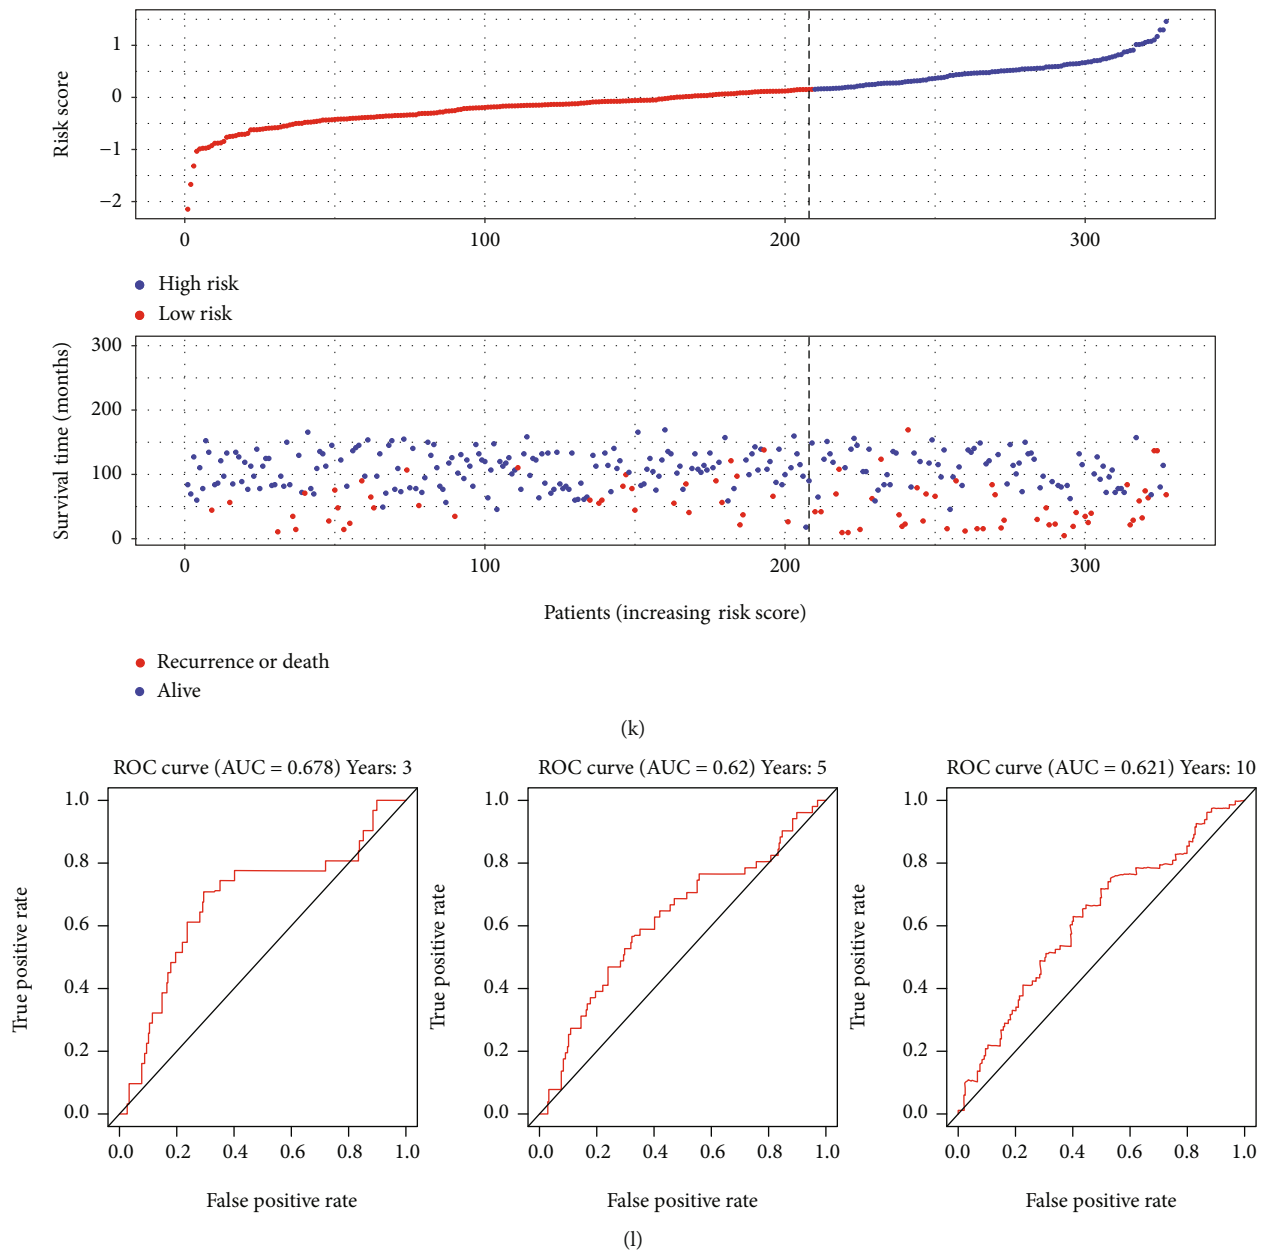 Risk score
1
0
−1
−2
0 100 200 300
High risk
Low risk
Survival time (months)
300
200
100
0
0 100 200 300
Patients (increasing risk score)
Recurrence or death
Alive
(k)
ROC curve (AUC = 0.678) Years: 3
True positive rate
1.0
0.8
0.6
0.4
0.2
0.0
0.0 0.2 0.4 0.6 0.8 1.0
False positive rate
ROC curve (AUC = 0.62) Years: 5
True positive rate
1.0
0.8
0.6
0.4
0.2
0.0
0.0 0.2 0.4 0.6 0.8 1.0
False positive rate
ROC curve (AUC = 0.621) Years: 10
True positive rate
1.0
0.8
0.6
0.4
0.2
0.0
0.0 0.2 0.4 0.6 0.8 1.0
False positive rate
(l)